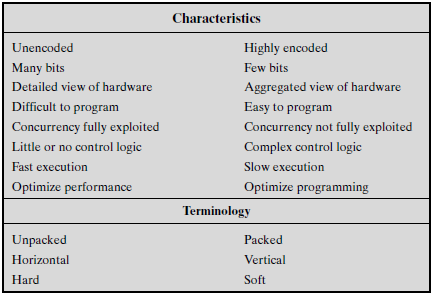 Characteristics
Unencoded Highly encoded
Many bits Few bits
Detailed view of hardware Aggregated view of hardware
Difficult to program Easy to program
Concurrency fully exploited Concurrency not fully exploited
Little or no control logic Complex control logic
Fast execution Slow execution
Optimize performance Optimize programming
Terminology
Unpacked Packed
Horizontal Vertical
Hard Soft